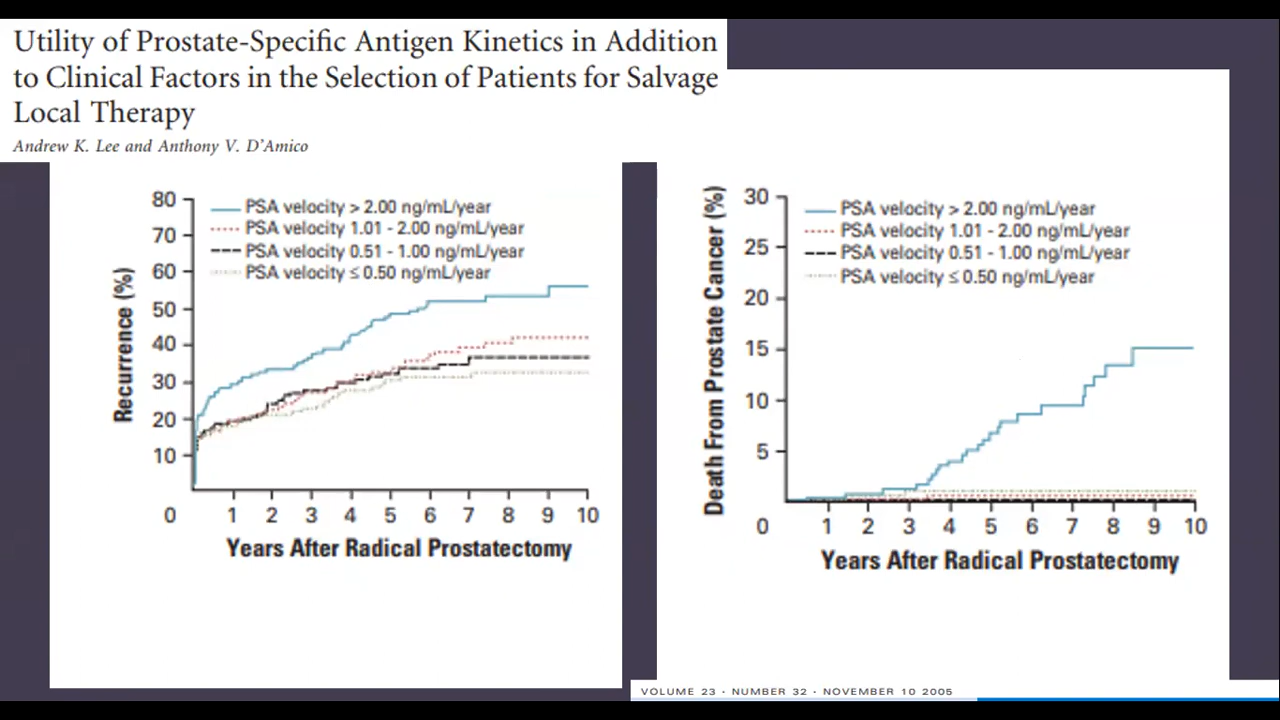 Utility of Prostate-Specific Antigen Kinetics in Addition
to Clinical Factors in the Selection of Patients for Salvage
Local Therapy
Andrew K. Lee and Anthony V. D'Amico
80
70
60
50
40
30
20
10
Recurrence (%)
PSA velocity > 2.00 ng/mL/year
PSA velocity 1.01 - 2.00 ng/mL/year
PSA velocity 0.51 - 1.00 ng/mL/year
PSA velocity ≤ 0.50 ng/mL/year
0 1 2 3 4 5 6 7 8 9 10
Years After Radical Prostatectomy
30
25
20
15
10
5
Death From Prostate Cancer (%)
PSA velocity > 2.00 ng/mL/year
PSA velocity 1.01 - 2.00 ng/mL/year
PSA velocity 0.51 - 1.00 ng/mL/year
PSA velocity ≤ 0.50 ng/mL/year
0 1 2 3 4 5 6 7 8 9 10
Years After Radical Prostatectomy
VOLUME 23 · NUMBER 32 · NOVEMBER 10 2005